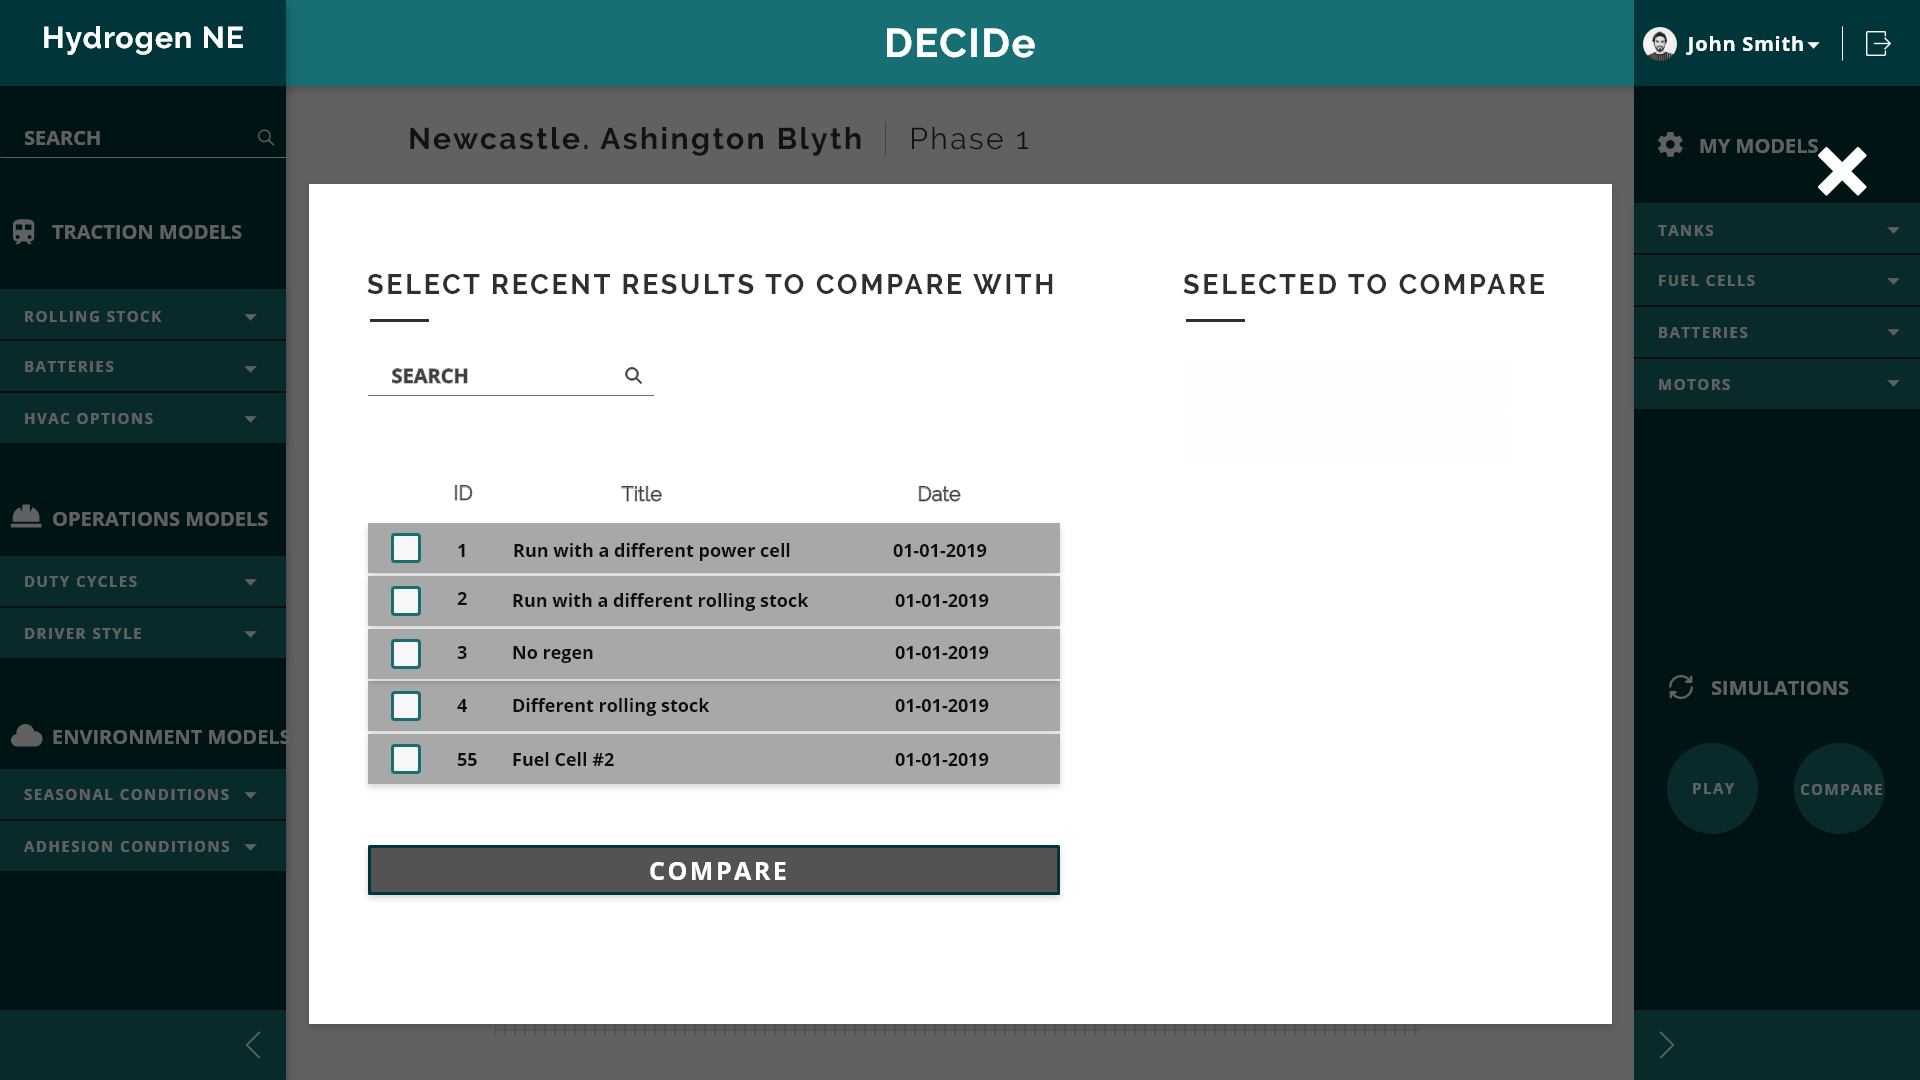 Hydrogen NE
DECIDe
John Smith
SEARCH
Newcastle. Ashington Blyth
Phase 1
MY MODELS
TRACTION MODELS
ROLLING STOCK
BATTERIES
HVAC OPTIONS
OPERATIONS MODELS
DUTY CYCLES
DRIVER STYLE
ENVIRONMENT MODELS
SEASONAL CONDITIONS
ADHESION CONDITIONS
SELECT RECENT RESULTS TO COMPARE WITH
SEARCH
ID Title Date
1 Run with a different power cell 01-01-2019
2 Run with a different rolling stock 01-01-2019
3 No regen 01-01-2019
4 Different rolling stock 01-01-2019
55 Fuel Cell #2 01-01-2019
COMPARE
SELECTED TO COMPARE
TANKS
FUEL CELLS
BATTERIES
MOTORS
SIMULATIONS
PLAY
COMPARE